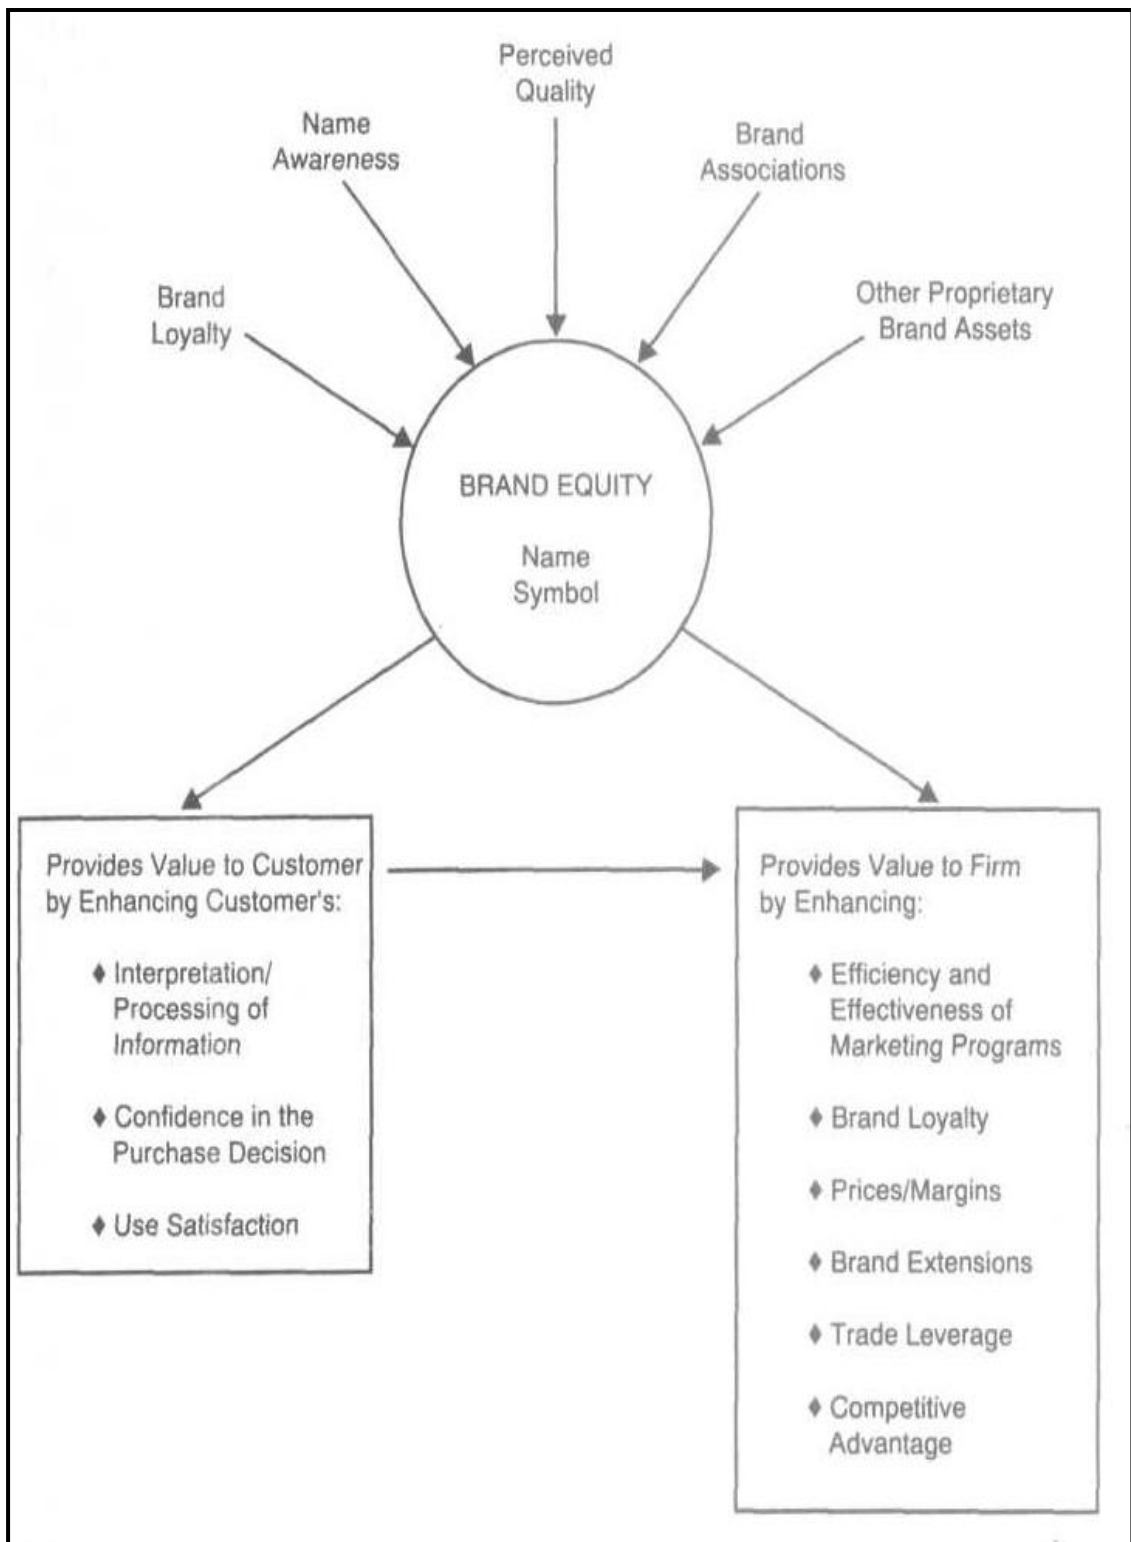 Perceived
Quality
Name
Awareness
Brand
Associations
Brand
Loyalty
Other Proprietary
Brand Assets
BRAND EQUITY
Name
Symbol
Provides Value to Customer
by Enhancing Customer's:
♦ Interpretation/
Processing of
Information
♦ Confidence in the
Purchase Decision
♦ Use Satisfaction
Provides Value to Firm
by Enhancing:
♦ Efficiency and
Effectiveness of
Marketing Programs
♦ Brand Loyalty
♦ Prices/Margins
♦ Brand Extensions
♦ Trade Leverage
♦ Competitive
Advantage